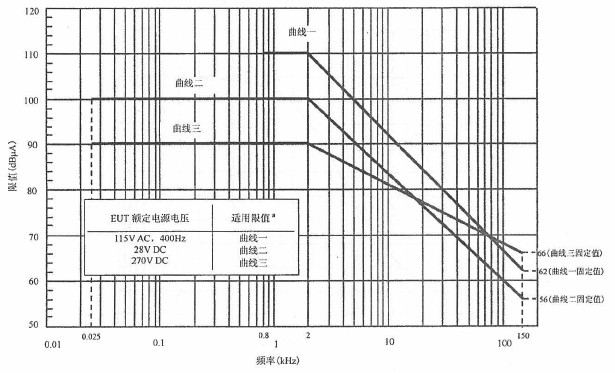 120
曲线一
110
曲线二
100
曲线三
90
限值(dBμA)
80
EUT 额定电源电压 适用限值a
115V AC，400Hz 曲线一
28V DC 曲线二
270V DC 曲线三
70
66(曲线三固定值)
62(曲线一固定值)
60
56(曲线二固定值)
50
0.01 0.025 0.1 0.8 1 2 10 100 150
频率(kHz)